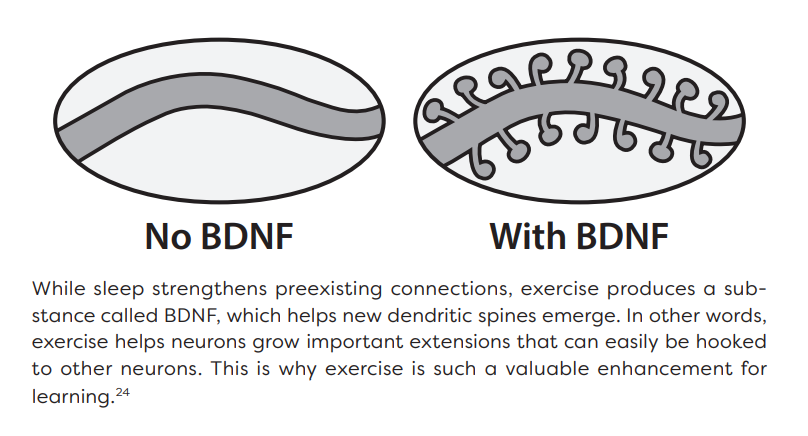 No BDNF
With BDNF
While sleep strengthens preexisting connections, exercise produces a sub-
stance called BDNF, which helps new dendritic spines emerge. In other words,
exercise helps neurons grow important extensions that can easily be hooked
to other neurons. This is why exercise is such a valuable enhancement for
learning.²⁴